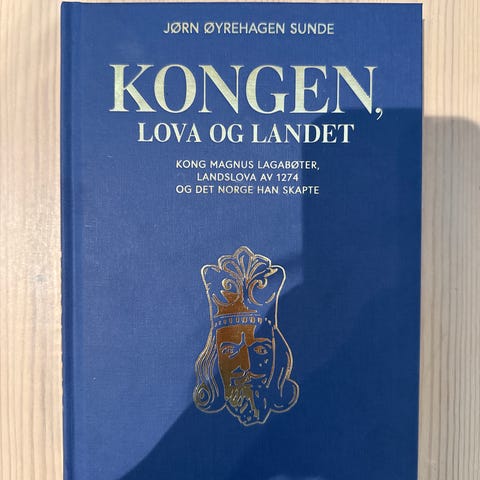 JØRN ØYREHAGEN SUNDE
KONGEN,
LOVA OG LANDET
KONG MAGNUS LAGABØTER,
LANDSLOVA AV 1274
OG DET NORGE HAN SKAPTE